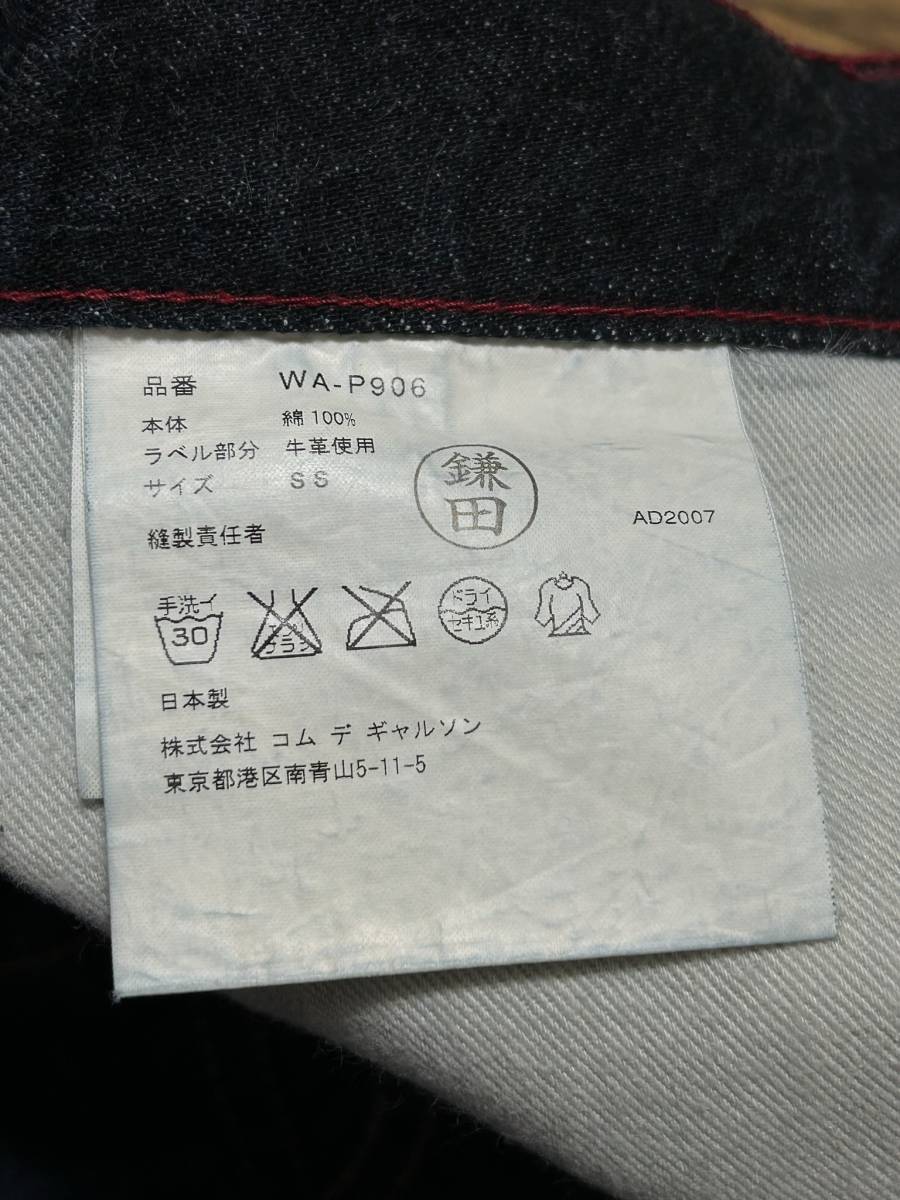 品番 WA-P906
本体 綿 100%
ラベル部分 牛革使用
サイズ SS
鎌田
AD2007
縫製責任者
手洗イ
30
ドライ
セキユ系
日本製
株式会社 コム デ ギャルソン
東京都港区南青山5-11-5